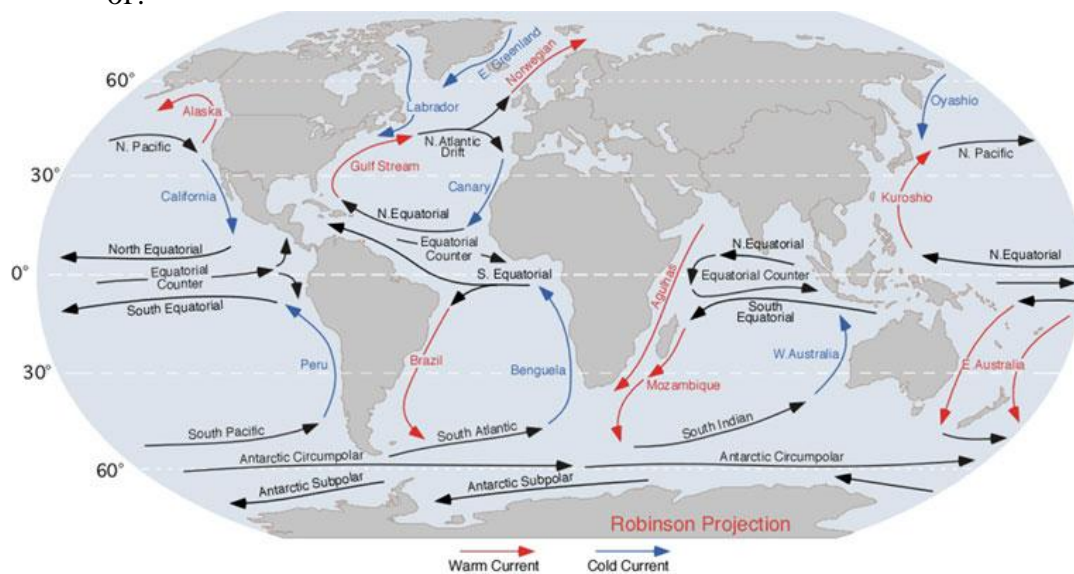 or?
60°
30°
0°
30°
60°
Alaska
N. Pacific
California
North Equatorial
Equatorial
Counter
South Equatorial
Peru
South Pacific
Antarctic Circumpolar
Antarctic Subpolar
Labrador
E. Greenland
Norwegian
N.Atlantic
Drift
Gulf Stream
Canary
N.Equatorial
Equatorial
Counter
S. Equatorial
Brazil
Benguela
South Atlantic
Antarctic Subpolar
Agulhas
Mozambique
N.Equatorial
Equatorial Counter
South
Equatorial
W.Australia
South Indian
Antarctic Circumpolar
Oyashio
N. Pacific
Kuroshio
N.Equatorial
E.Australia
Robinson Projection
Warm Current
Cold Current